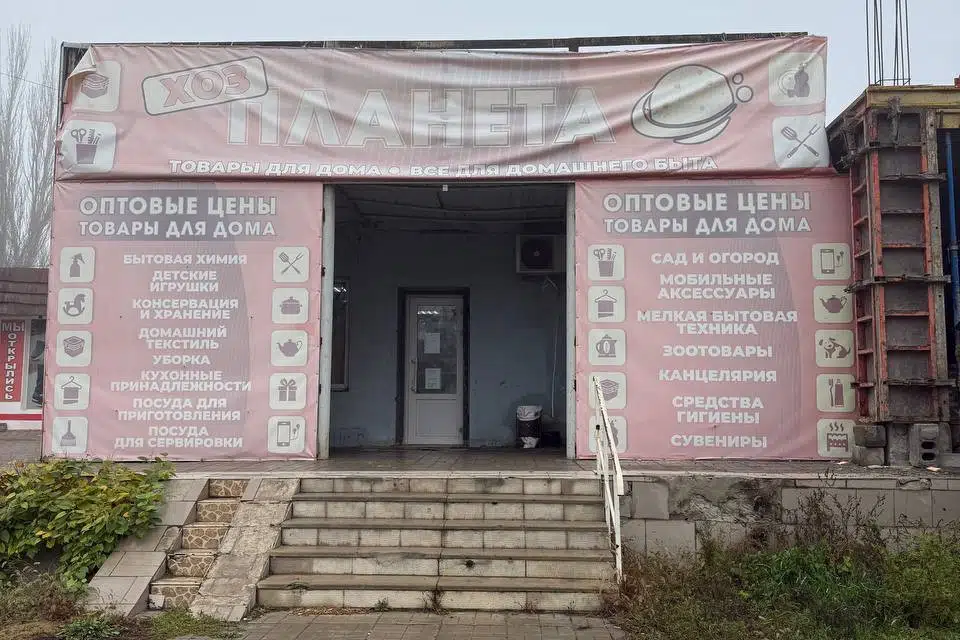 ХОЗ
ПЛАНЕТА
ТОВАРЫ ДЛЯ ДОМА • ВСЕ ДЛЯ ДОМАШНЕГО БЫТА
ОПТОВЫЕ ЦЕНЫ
ТОВАРЫ ДЛЯ ДОМА
БЫТОВАЯ ХИМИЯ
ДЕТСКИЕ
ИГРУШКИ
КОНСЕРВАЦИЯ
И ХРАНЕНИЕ
ДОМАШНИЙ
ТЕКСТИЛЬ
УБОРКА
КУХОННЫЕ
ПРИНАДЛЕЖНОСТИ
ПОСУДА ДЛЯ
ПРИГОТОВЛЕНИЯ
ПОСУДА
ДЛЯ СЕРВИРОВКИ
ОПТОВЫЕ ЦЕНЫ
ТОВАРЫ ДЛЯ ДОМА
САД И ОГОРОД
МОБИЛЬНЫЕ
АКСЕССУАРЫ
МЕЛКАЯ БЫТОВАЯ
ТЕХНИКА
ЗООТОВАРЫ
КАНЦЕЛЯРИЯ
СРЕДСТВА
ГИГИЕНЫ
СУВЕНИРЫ
МЫ
ОТКРЫЛИСЬ